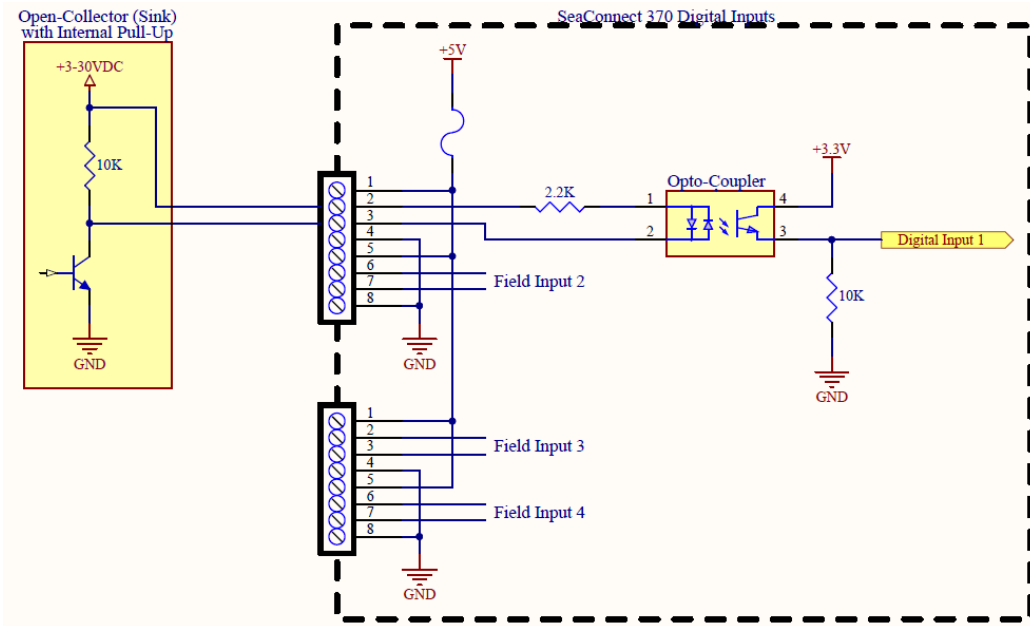 Open-Collector (Sink)
with Internal Pull-Up
+3-30VDC
10K
GND
SeaConnect 370 Digital Inputs
+5V
1
2
3
4
5
6
7
8
2.2K
Opto-Coupler
1
2
4
3
+3.3V
Digital Input 1
10K
GND
Field Input 2
GND
1
2
3
4
5
6
7
8
Field Input 3
Field Input 4
GND